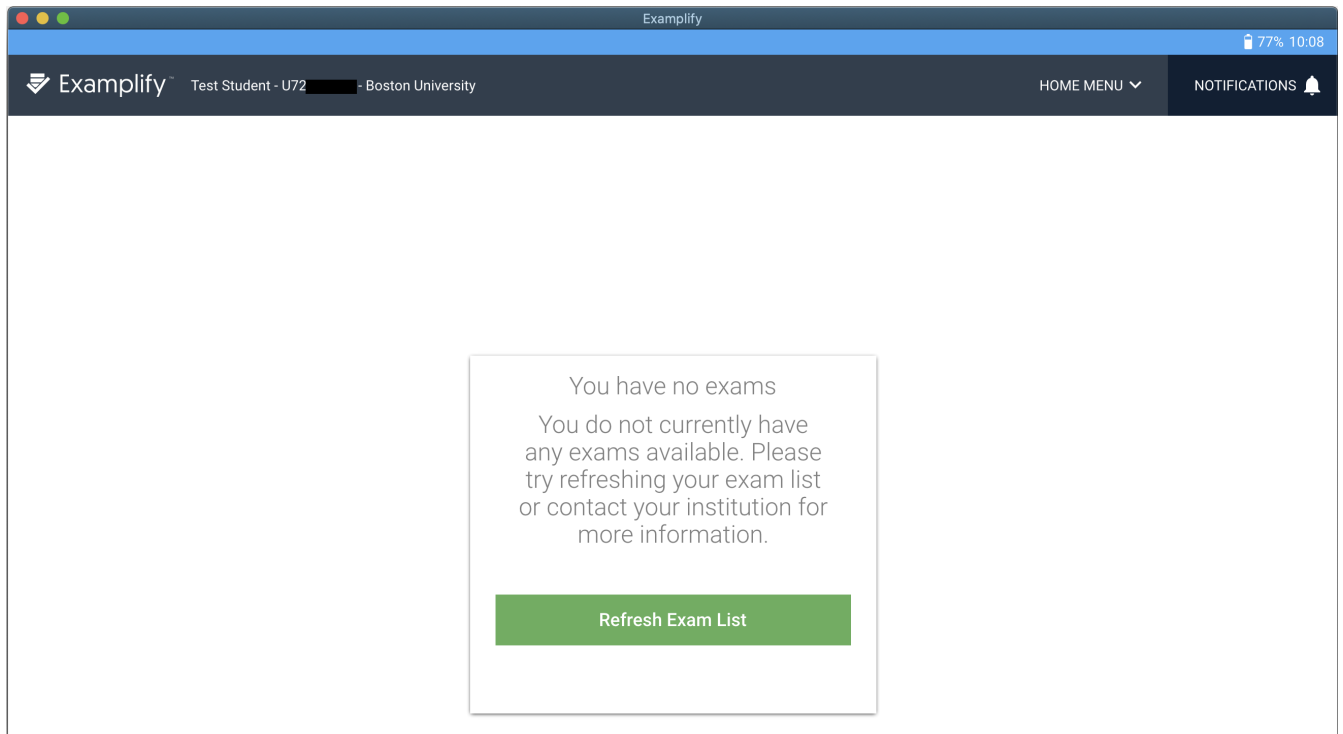 Examplify
77% 10:08
Examplify™ Test Student - U72 - Boston University HOME MENU NOTIFICATIONS
You have no exams
You do not currently have
any exams available. Please
try refreshing your exam list
or contact your institution for
more information.
Refresh Exam List